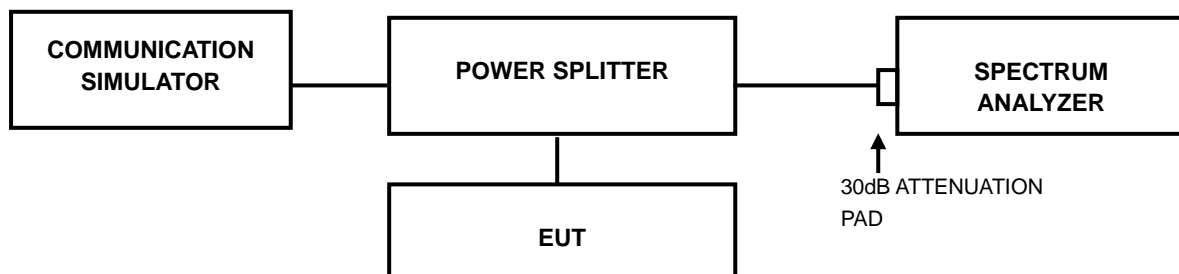 COMMUNICATION
SIMULATOR
POWER SPLITTER
SPECTRUM
ANALYZER
30dB ATTENUATION
PAD
EUT